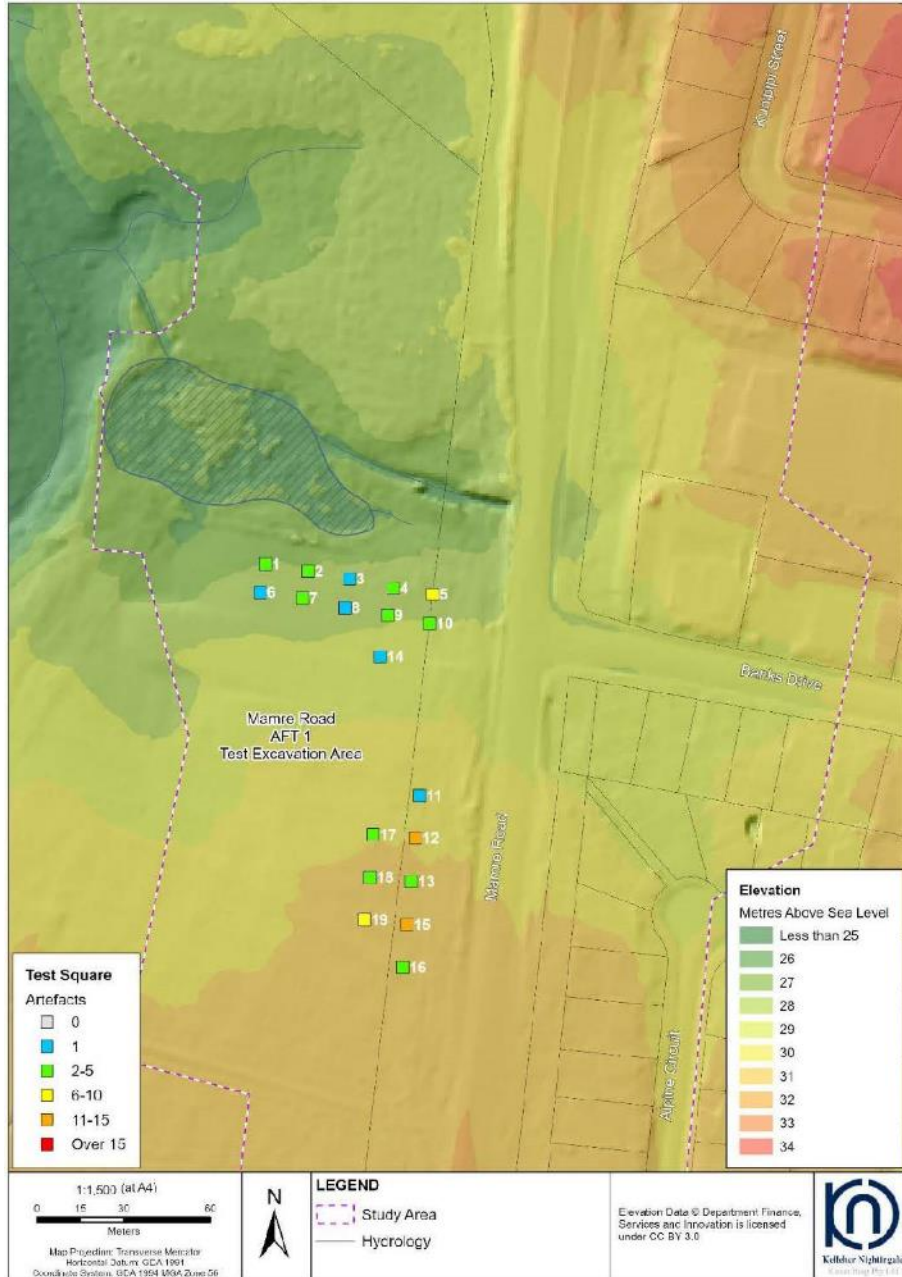 Kunipipi Street
1
2
3
4
5
6
7
8
9
10
14
Banks Drive
Mamre Road
AFT 1
Test Excavation Area
11
17
12
Mamre Road
18
13
19
15
16
Alpine Circuit
Test Square
Artefacts
0
1
2-5
6-10
11-15
Over 15
Elevation
Metres Above Sea Level
Less than 25
26
27
28
29
30
31
32
33
34
1:1,500 (at A4)
0 15 30 60
Meters
Map Projection: Transverse Mercator
Horizontal Datum: GDA 1994
Coordinate System: GDA 1994 MGA Zone 56
N
LEGEND
Study Area
Hydrology
Elevation Data © Department Finance,
Services and Innovation is licensed
under CC BY 3.0
Kelleher Nightingale